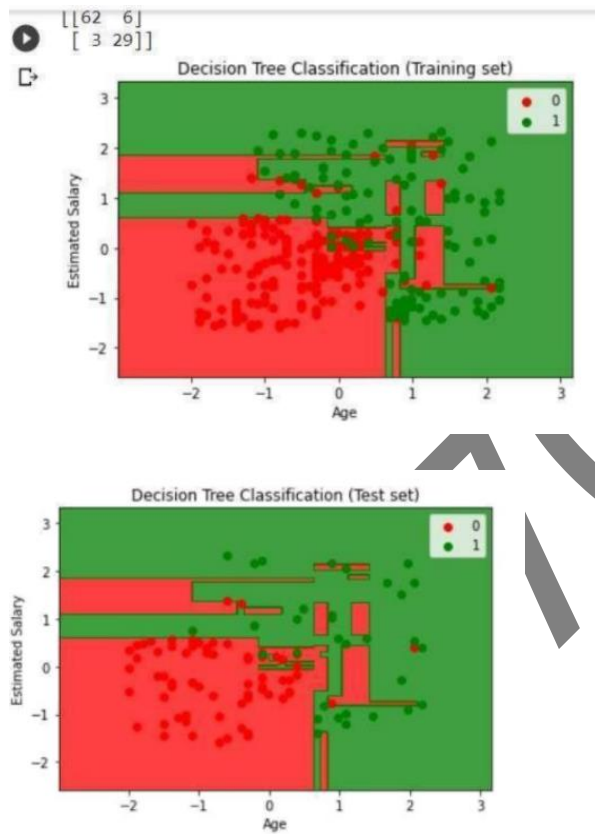 [[62 6]
[ 3 29]]
Decision Tree Classification (Training set)
0
1
3
2
1
0
−1
−2
Estimated Salary
−2 −1 0 1 2 3
Age
Decision Tree Classification (Test set)
0
1
3
2
1
0
−1
−2
Estimated Salary
−2 −1 0 1 2 3
Age